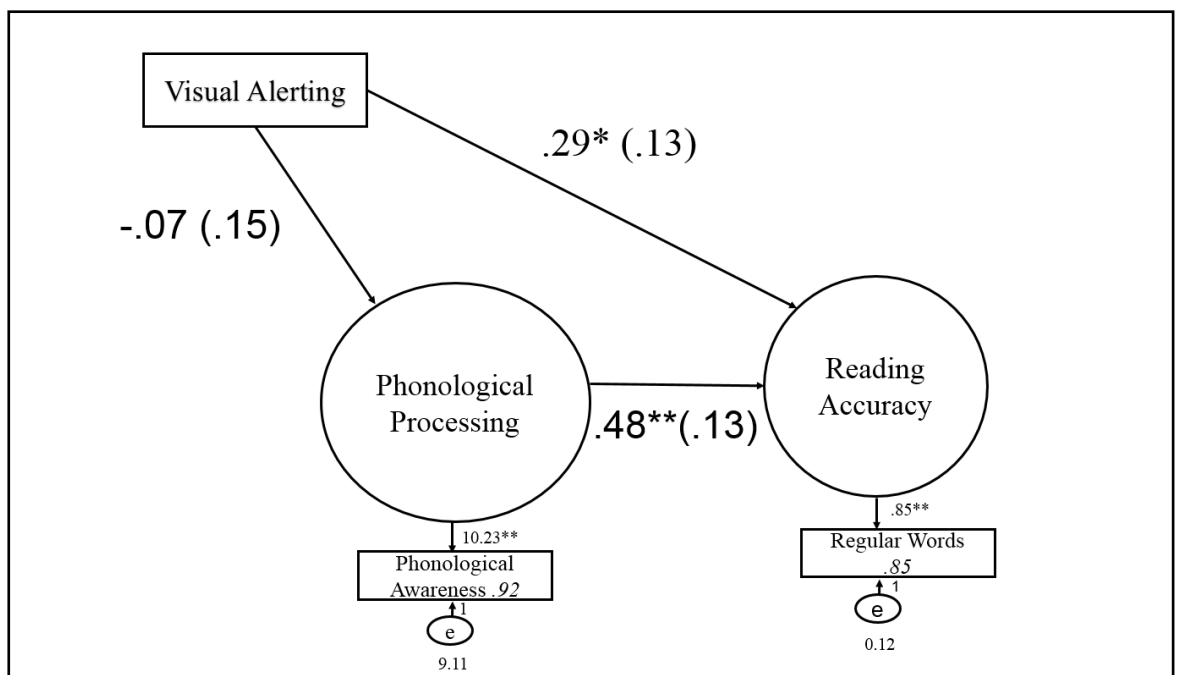 Visual Alerting
.29* (.13)
-.07 (.15)
Phonological
Processing
Reading
Accuracy
.48**(.13)
10.23**
.85**
Phonological
Awareness .92
Regular Words
.85
1
e
9.11
1
e
0.12